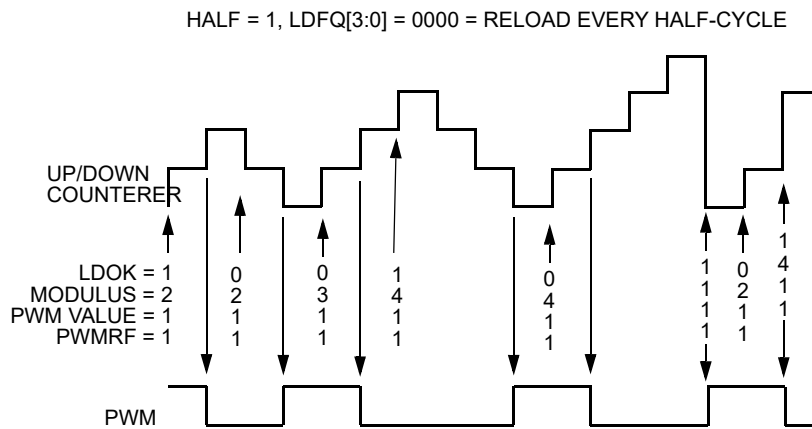 HALF = 1, LDFQ[3:0] = 0000 = RELOAD EVERY HALF-CYCLE
UP/DOWN
COUNTERER
LDOK = 1 0 0 1 0 1 0 1
MODULUS = 2 2 3 4 4 1 2 4
PWM VALUE = 1 1 1 1 1 1 1 1
PWMRF = 1 1 1 1 1 1 1 1
PWM